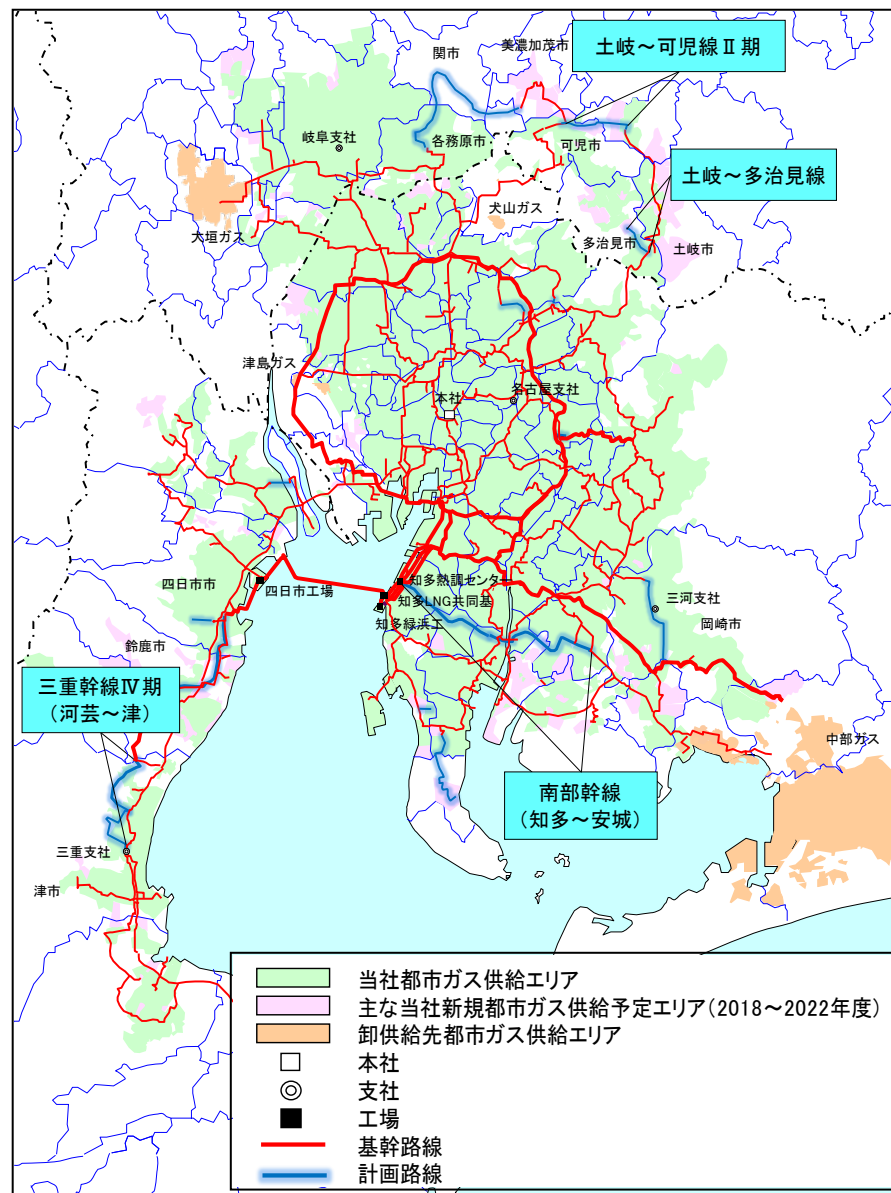 関市
美濃加茂市
土岐～可児線Ⅱ期
岐阜支社
各務原市
可児市
土岐～多治見線
犬山ガス
大垣ガス
多治見市
土岐市
津島ガス
本社
名古屋支社
四日市市
四日市工場
知多熱調センター
知多LNG共同基
知多緑浜工
三河支社
岡崎市
鈴鹿市
三重幹線Ⅳ期
（河芸～津）
中部ガス
南部幹線
（知多～安城）
三重支社
津市
当社都市ガス供給エリア
主な当社新規都市ガス供給予定エリア（2018～2022年度）
卸供給先都市ガス供給エリア
本社
支社
工場
基幹路線
計画路線